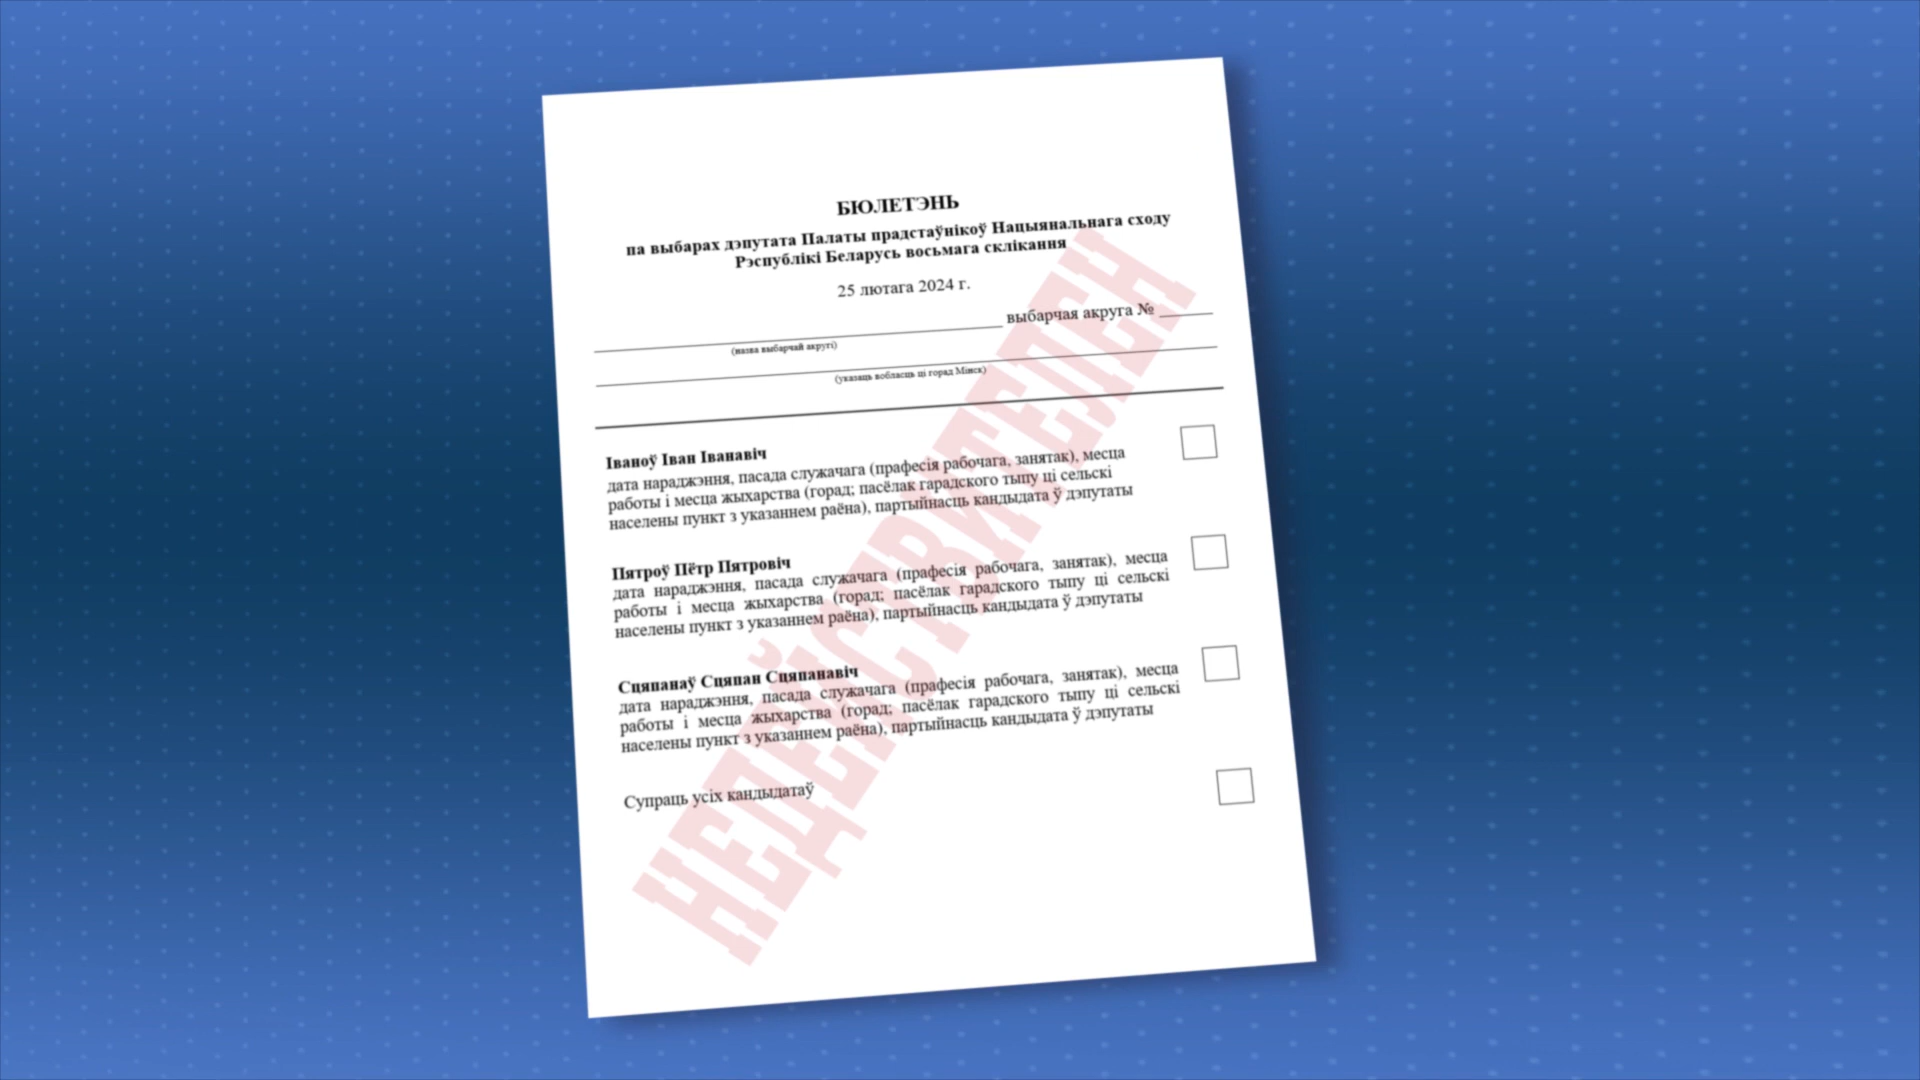 БЮЛЕТЭНЬ
па выбарах дэпутата Палаты прадстаўнікоў Нацыянальнага сходу
Рэспублікі Беларусь восьмага склікання
25 лютага 2024 г.
выбарчая акруга №
(назва выбарчай акругі)
(указаць вобласць ці горад Мінск)
Іваноў Іван Іванавіч
дата нараджэння, пасада служачага (прафесія рабочага, занятак), месца
работы і месца жыхарства (горад; пасёлак гарадского тыпу ці сельскі
населены пункт з указаннем раёна), партыйнасць кандыдата ў дэпутаты
Пятроў Пётр Пятровіч
дата нараджэння, пасада служачага (прафесія рабочага, занятак), месца
работы і месца жыхарства (горад; пасёлак гарадского тыпу ці сельскі
населены пункт з указаннем раёна), партыйнасць кандыдата ў дэпутаты
Сцяпанаў Сцяпан Сцяпанавіч
дата нараджэння, пасада служачага (прафесія рабочага, занятак), месца
работы і месца жыхарства (горад; пасёлак гарадского тыпу ці сельскі
населены пункт з указаннем раёна), партыйнасць кандыдата ў дэпутаты
Супраць усіх кандыдатаў
НЕДЕЙСТВИТЕЛЕН